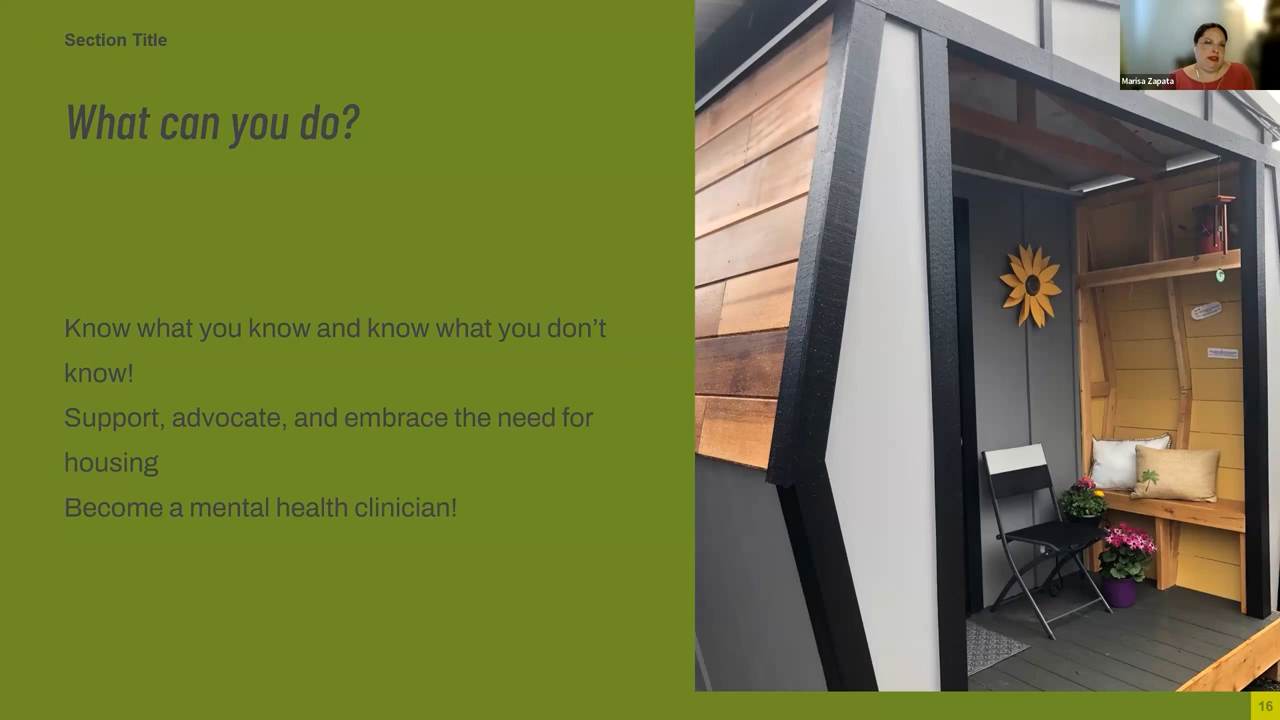 Section Title
Marisa Zapata
What can you do?
Know what you know and know what you don’t
know!
Support, advocate, and embrace the need for
housing
Become a mental health clinician!
16